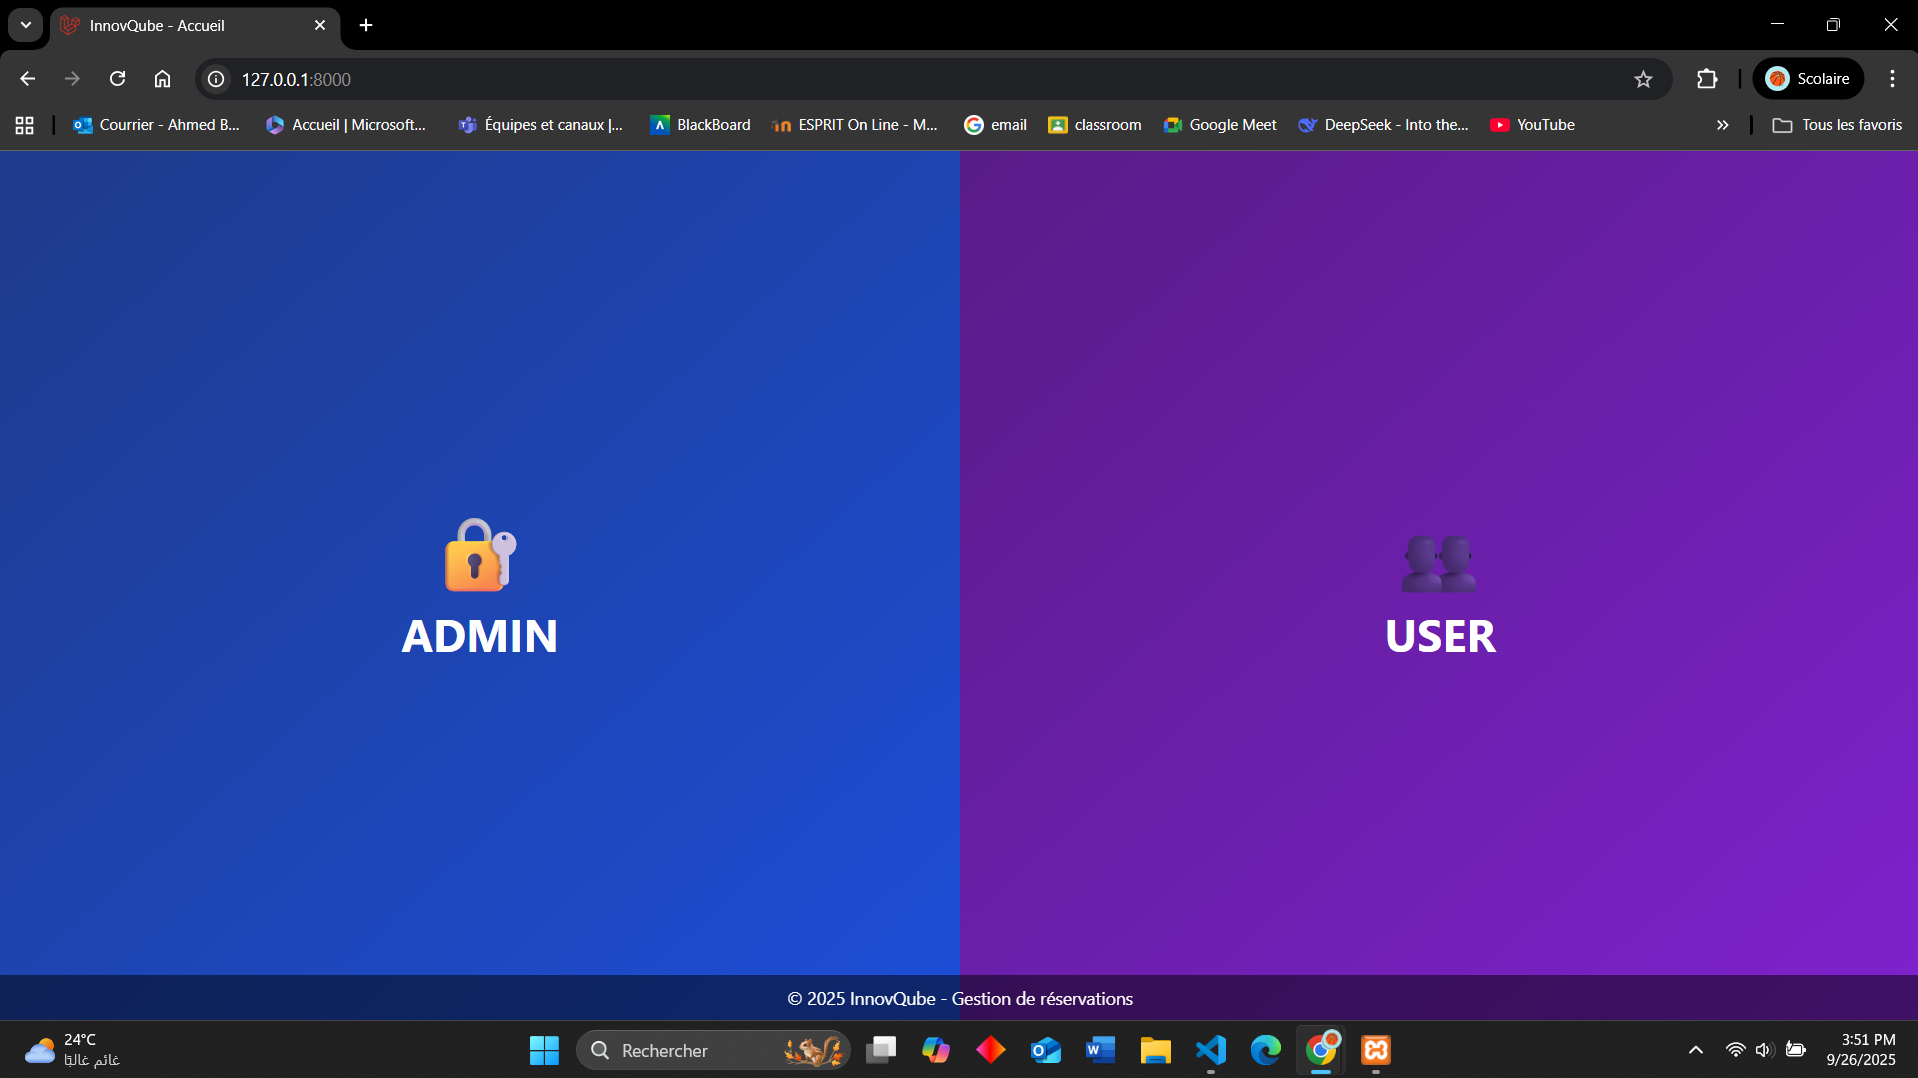 InnovQube - Accueil
127.0.0.1:8000
Scolaire
Courrier - Ahmed B...
Accueil | Microsoft...
Équipes et canaux |...
BlackBoard
ESPRIT On Line - M...
email
classroom
Google Meet
DeepSeek - Into the...
YouTube
Tous les favoris
ADMIN
USER
© 2025 InnovQube - Gestion de réservations
24°C
غائم غالبًا
Rechercher
3:51 PM
9/26/2025